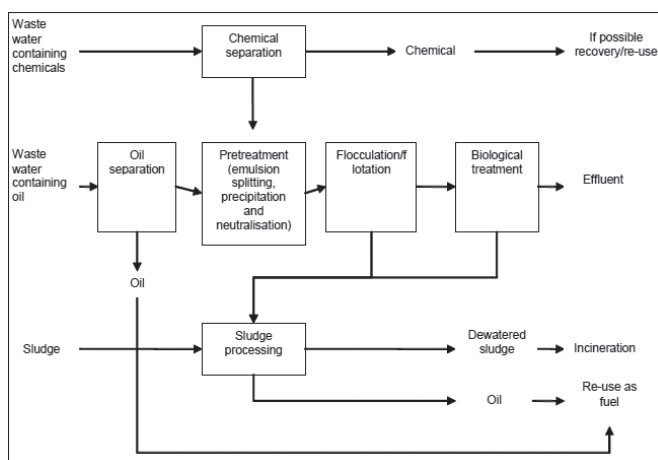 Waste
water
containing
chemicals
Chemical
separation
Chemical
If possible
recovery/re-use
Waste
water
containing
oil
Oil
separation
Pretreatment
(emulsion
splitting,
precipitation
and
neutralisation)
Flocculation/f
lotation
Biological
treatment
Effluent
Oil
Sludge
Sludge
processing
Dewatered
sludge
Incineration
Oil
Re-use as
fuel